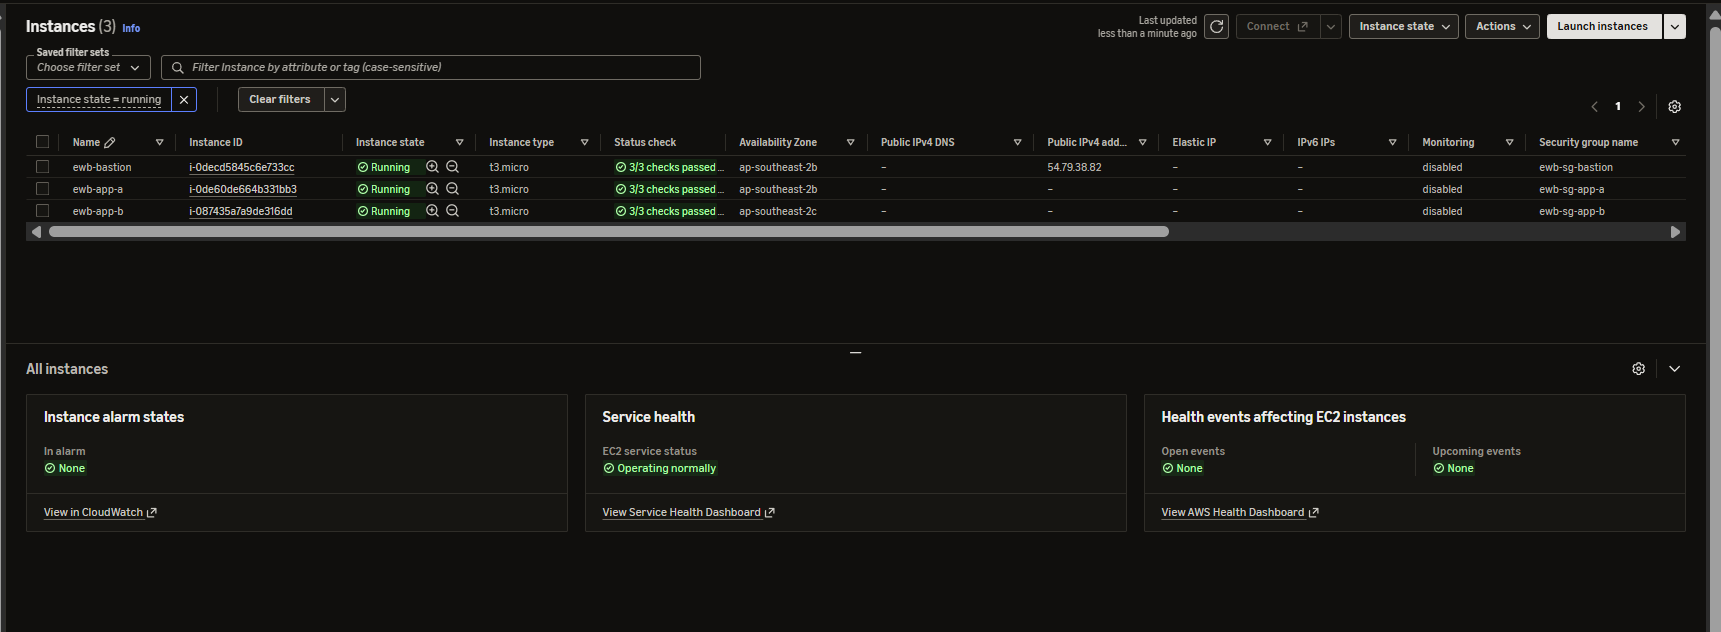 Instances (3) Info
Last updated
less than a minute ago
Connect
Instance state
Actions
Launch instances
Saved filter sets
Choose filter set
Filter Instance by attribute or tag (case-sensitive)
Instance state = running
Clear filters
1
Name Instance ID Instance state Instance type Status check Availability Zone Public IPv4 DNS Public IPv4 add... Elastic IP IPv6 IPs Monitoring Security group name
ewb-bastion i-0decd5845c6e733cc Running t3.micro 3/3 checks passed ... ap-southeast-2b – 54.79.38.82 – – disabled ewb-sg-bastion
ewb-app-a i-0de60de664b331bb3 Running t3.micro 3/3 checks passed ... ap-southeast-2b – – – – disabled ewb-sg-app-a
ewb-app-b i-087435a7a9de316dd Running t3.micro 3/3 checks passed ... ap-southeast-2c – – – – disabled ewb-sg-app-b
All instances
Instance alarm states
In alarm
None
View in CloudWatch
Service health
EC2 service status
Operating normally
View Service Health Dashboard
Health events affecting EC2 instances
Open events
None
Upcoming events
None
View AWS Health Dashboard